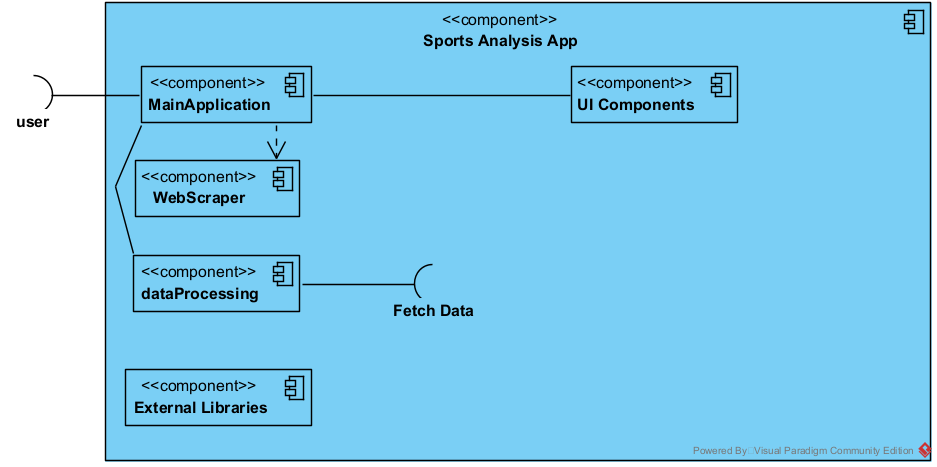 <<component>>
Sports Analysis App
<<component>>
MainApplication
<<component>>
UI Components
user
<<component>>
WebScraper
<<component>>
dataProcessing
Fetch Data
<<component>>
External Libraries
Powered By Visual Paradigm Community Edition